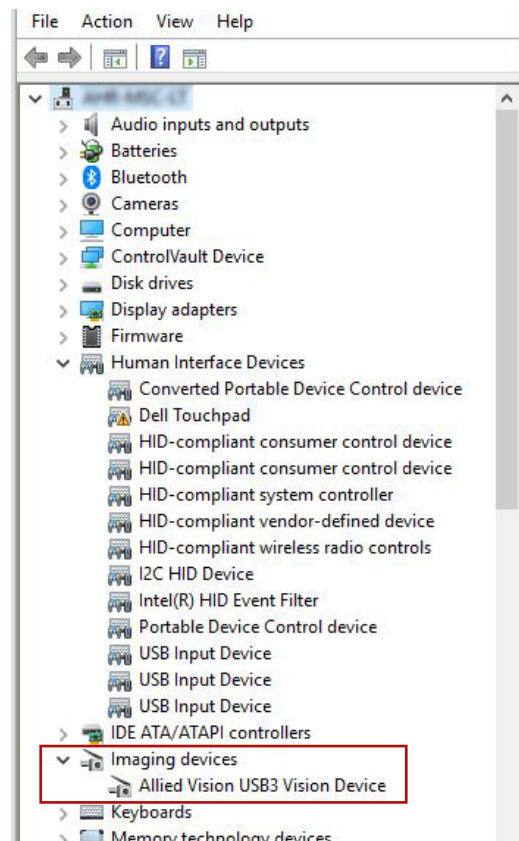 File Action View Help
Audio inputs and outputs
Batteries
Bluetooth
Cameras
Computer
ControlVault Device
Disk drives
Display adapters
Firmware
Human Interface Devices
Converted Portable Device Control device
Dell Touchpad
HID-compliant consumer control device
HID-compliant consumer control device
HID-compliant system controller
HID-compliant vendor-defined device
HID-compliant wireless radio controls
I2C HID Device
Intel(R) HID Event Filter
Portable Device Control device
USB Input Device
USB Input Device
USB Input Device
IDE ATA/ATAPI controllers
Imaging devices
Allied Vision USB3 Vision Device
Keyboards
Memory technology devices